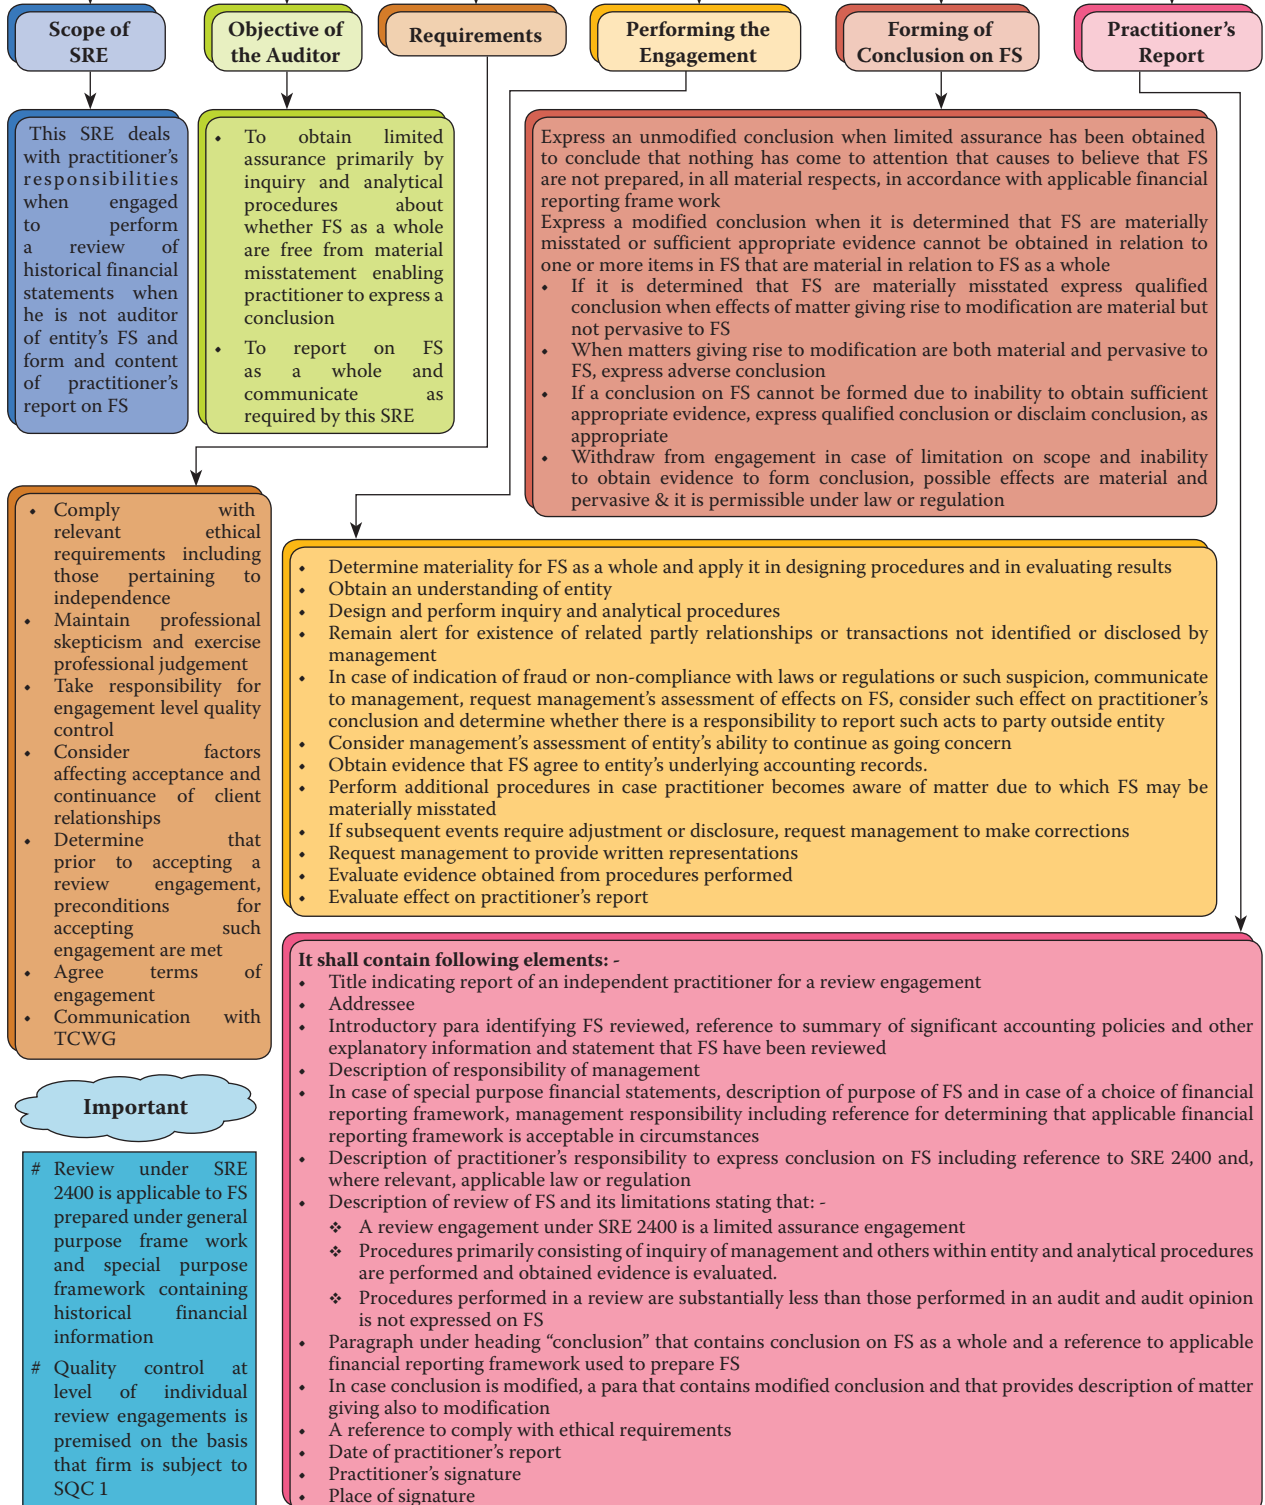 Scope of
SRE
Objective of
the Auditor
Requirements
Performing the
Engagement
Forming of
Conclusion on FS
Practitioner's
Report
This SRE deals
with practitioner's
responsibilities
when engaged
to perform
a review of
historical financial
statements when
he is not auditor
of entity's FS and
form and content
of practitioner's
report on FS
• To obtain limited
assurance primarily by
inquiry and analytical
procedures about
whether FS as a whole
are free from material
misstatement enabling
practitioner to express a
conclusion
• To report on FS
as a whole and
communicate as
required by this SRE
Express an unmodified conclusion when limited assurance has been obtained
to conclude that nothing has come to attention that causes to believe that FS
are not prepared, in all material respects, in accordance with applicable financial
reporting frame work
Express a modified conclusion when it is determined that FS are materially
misstated or sufficient appropriate evidence cannot be obtained in relation to
one or more items in FS that are material in relation to FS as a whole
• If it is determined that FS are materially misstated express qualified
conclusion when effects of matter giving rise to modification are material but
not pervasive to FS
• When matters giving rise to modification are both material and pervasive to
FS, express adverse conclusion
• If a conclusion on FS cannot be formed due to inability to obtain sufficient
appropriate evidence, express qualified conclusion or disclaim conclusion, as
appropriate
• Withdraw from engagement in case of limitation on scope and inability
to obtain evidence to form conclusion, possible effects are material and
pervasive & it is permissible under law or regulation
• Comply with
relevant ethical
requirements including
those pertaining to
independence
• Maintain professional
skepticism and exercise
professional judgement
• Take responsibility for
engagement level quality
control
• Consider factors
affecting acceptance and
continuance of client
relationships
• Determine that
prior to accepting a
review engagement,
preconditions for
accepting such
engagement are met
• Agree terms of
engagement
• Communication with
TCWG
• Determine materiality for FS as a whole and apply it in designing procedures and in evaluating results
• Obtain an understanding of entity
• Design and perform inquiry and analytical procedures
• Remain alert for existence of related partly relationships or transactions not identified or disclosed by
management
• In case of indication of fraud or non-compliance with laws or regulations or such suspicion, communicate
to management, request management's assessment of effects on FS, consider such effect on practitioner's
conclusion and determine whether there is a responsibility to report such acts to party outside entity
• Consider management's assessment of entity's ability to continue as going concern
• Obtain evidence that FS agree to entity's underlying accounting records.
• Perform additional procedures in case practitioner becomes aware of matter due to which FS may be
materially misstated
• If subsequent events require adjustment or disclosure, request management to make corrections
• Request management to provide written representations
• Evaluate evidence obtained from procedures performed
• Evaluate effect on practitioner's report
Important
# Review under SRE
2400 is applicable to FS
prepared under general
purpose frame work
and special purpose
framework containing
historical financial
information
# Quality control at
level of individual
review engagements is
premised on the basis
that firm is subject to
SQC 1
It shall contain following elements: -
• Title indicating report of an independent practitioner for a review engagement
• Addressee
• Introductory para identifying FS reviewed, reference to summary of significant accounting policies and other
explanatory information and statement that FS have been reviewed
• Description of responsibility of management
• In case of special purpose financial statements, description of purpose of FS and in case of a choice of financial
reporting framework, management responsibility including reference for determining that applicable financial
reporting framework is acceptable in circumstances
• Description of practitioner's responsibility to express conclusion on FS including reference to SRE 2400 and,
where relevant, applicable law or regulation
• Description of review of FS and its limitations stating that: -
❖ A review engagement under SRE 2400 is a limited assurance engagement
❖ Procedures primarily consisting of inquiry of management and others within entity and analytical procedures
are performed and obtained evidence is evaluated.
❖ Procedures performed in a review are substantially less than those performed in an audit and audit opinion
is not expressed on FS
• Paragraph under heading “conclusion” that contains conclusion on FS as a whole and a reference to applicable
financial reporting framework used to prepare FS
• In case conclusion is modified, a para that contains modified conclusion and that provides description of matter
giving also to modification
• A reference to comply with ethical requirements
• Date of practitioner's report
• Practitioner's signature
• Place of signature